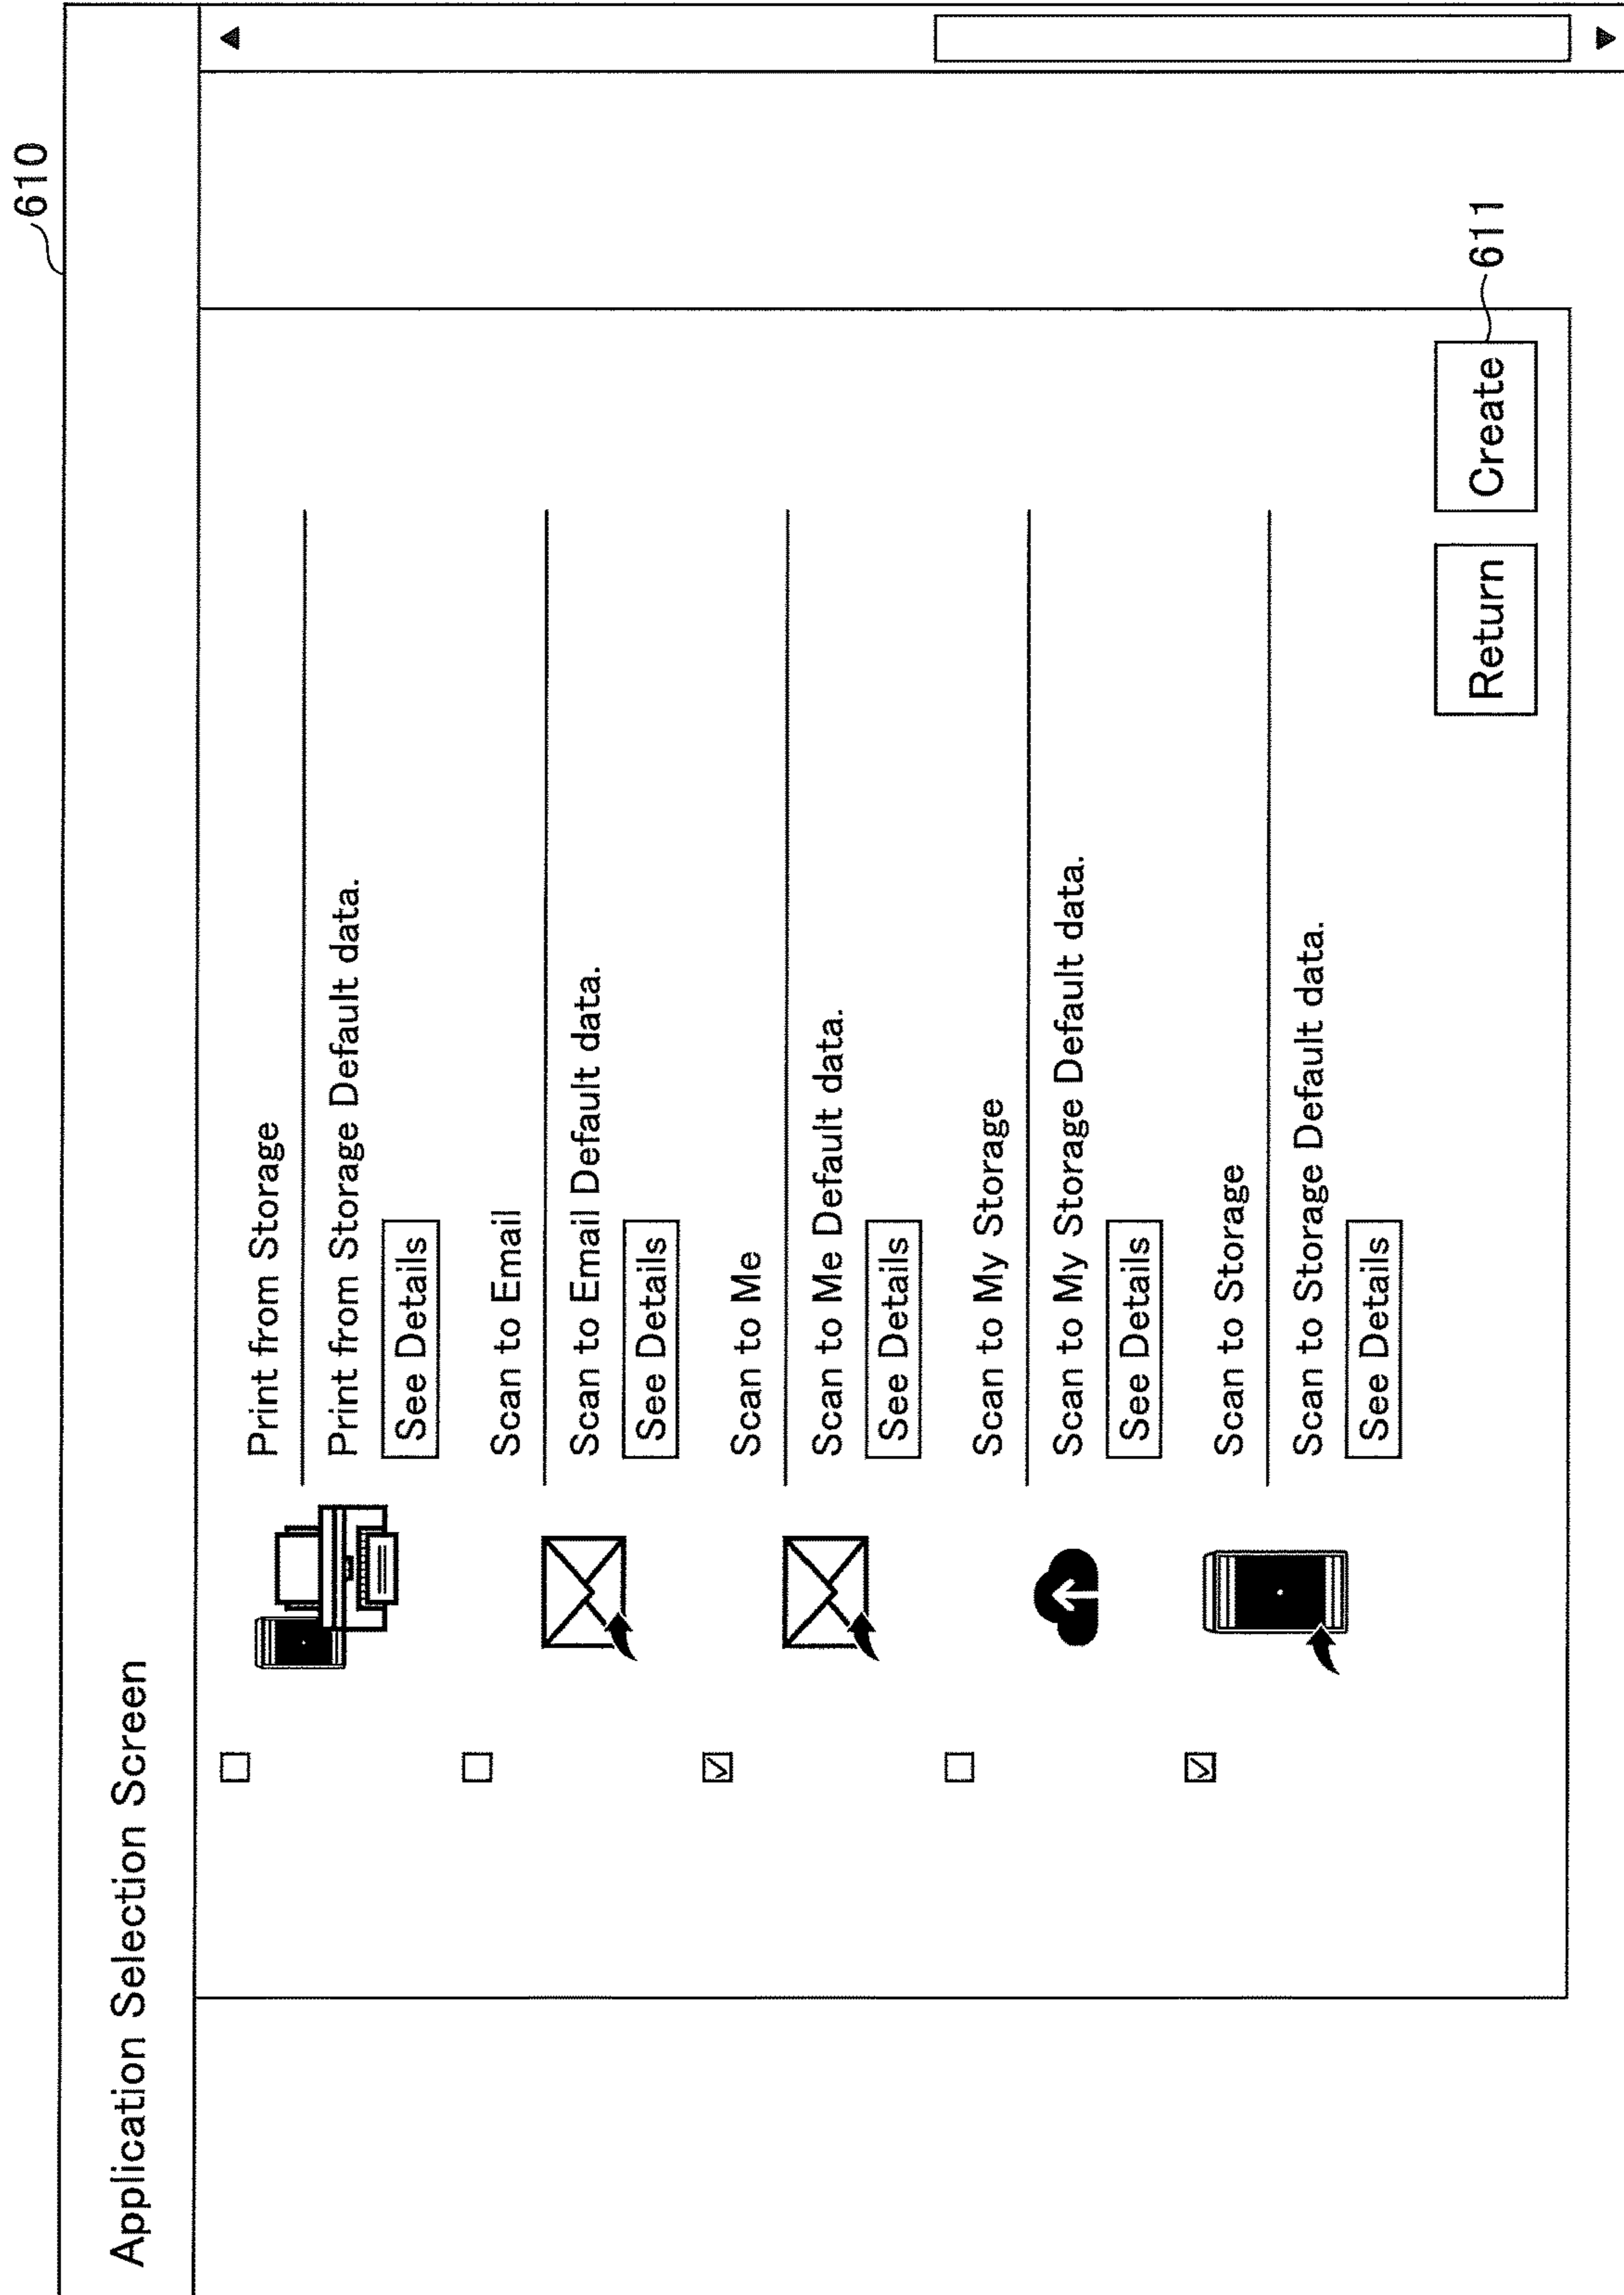 610
Application Selection Screen
Print from Storage
Print from Storage Default data.
See Details
Scan to Email
Scan to Email Default data.
See Details
Scan to Me
Scan to Me Default data.
See Details
Scan to My Storage
Scan to My Storage Default data.
See Details
Scan to Storage
Scan to Storage Default data.
See Details
Return Create 611